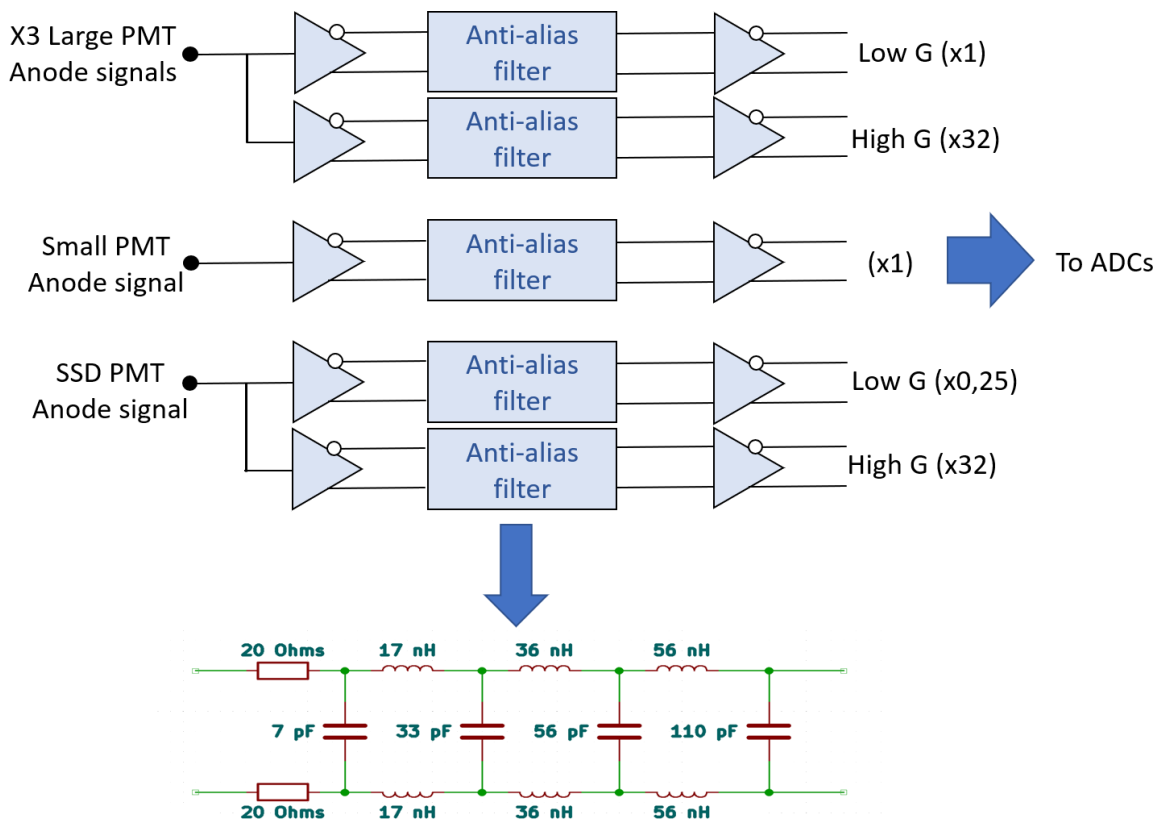 X3 Large PMT
Anode signals
Anti-alias
filter
Low G (x1)
Anti-alias
filter
High G (x32)
Small PMT
Anode signal
Anti-alias
filter
(x1)
To ADCs
SSD PMT
Anode signal
Anti-alias
filter
Low G (x0,25)
Anti-alias
filter
High G (x32)
20 Ohms
17 nH
36 nH
56 nH
7 pF
33 pF
56 pF
110 pF
20 Ohms
17 nH
36 nH
56 nH